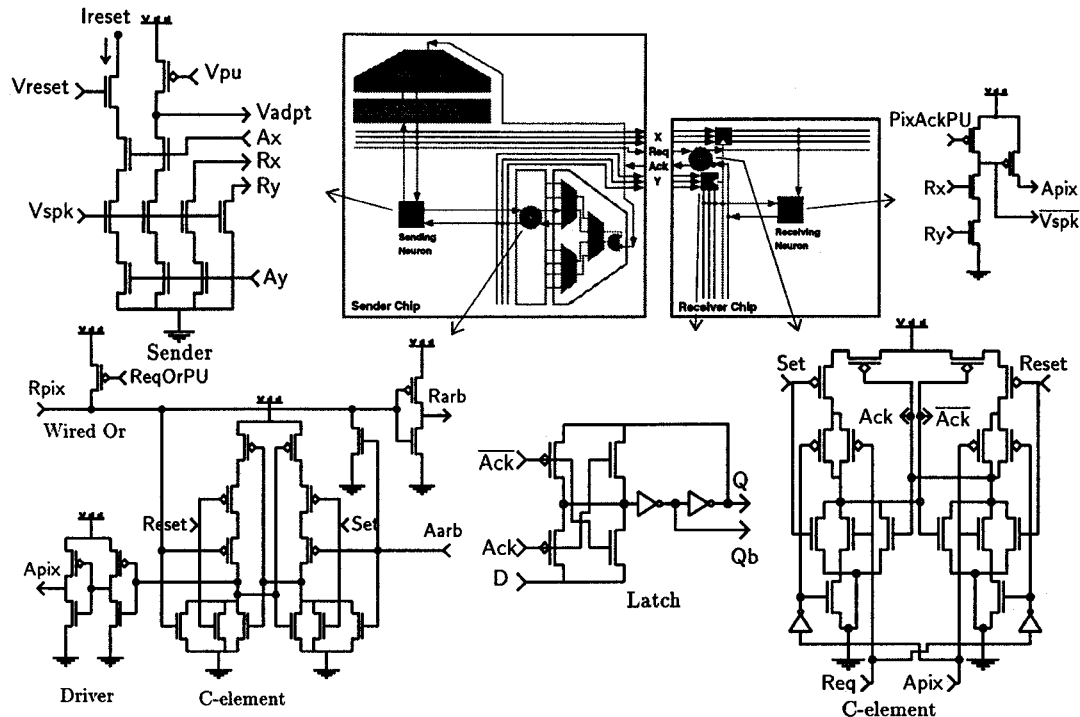 Ireset
Vdd
Vreset
Vpu
Vadpt
Ax
Rx
Ry
Vspk
Ay
Sender
X
Req
Ack
Y
Sending
Neuron
Sender Chip
Receiving
Neuron
Receiver Chip
Vdd
PixAckPU
Rx
Apix
Vspk
Ry
Vdd
ReqOrPU
Rpix
Wired Or
Vdd
Vdd
Rarb
Reset
Set
Aarb
Vdd
Apix
Driver
C-element
Ack
Ack
D
Q
Qb
Latch
Vdd
Set
Reset
Ack
Ack
Req
Apix
C-element